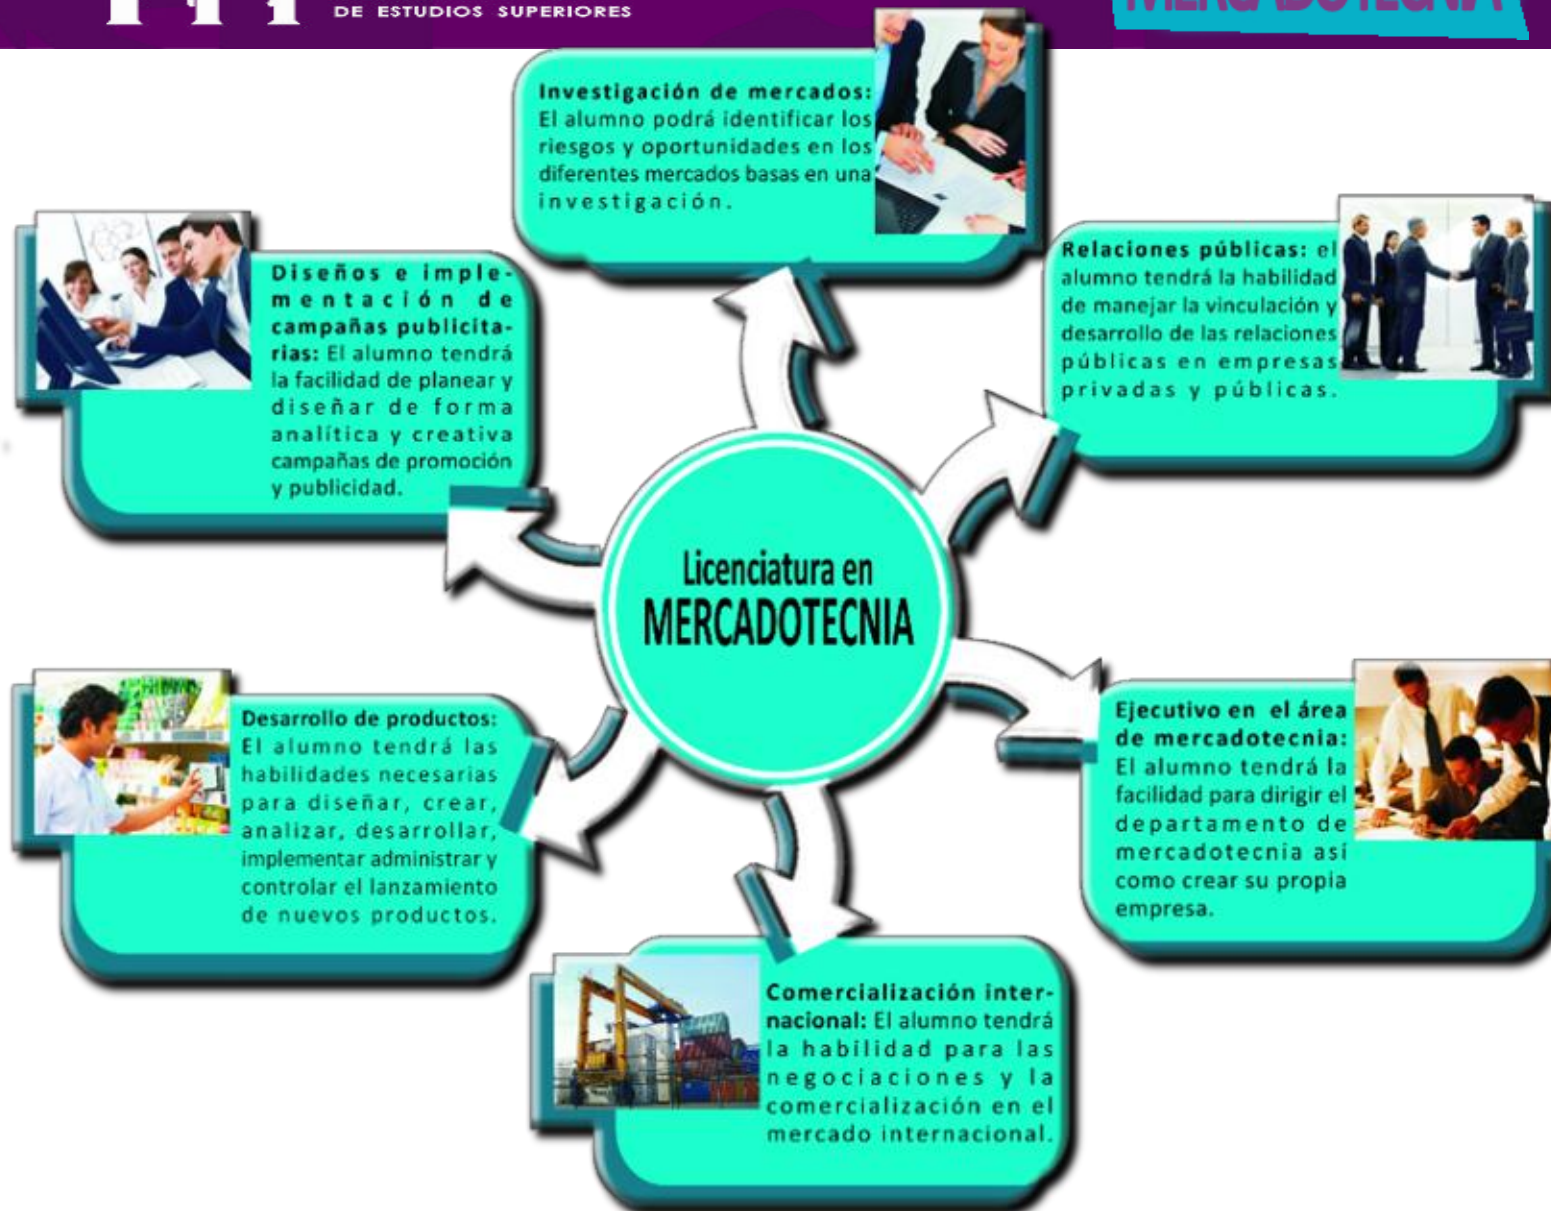 DE ESTUDIOS SUPERIORES
MERCADOTECNIA
Investigación de mercados:
El alumno podrá identificar los
riesgos y oportunidades en los
diferentes mercados basas en una
investigación.
Relaciones públicas: el
alumno tendrá la habilidad
de manejar la vinculación y
desarrollo de las relaciones
públicas en empresas
privadas y públicas.
Diseños e imple-
mentación de
campañas publicita-
rias: El alumno tendrá
la facilidad de planear y
diseñar de forma
analítica y creativa
campañas de promoción
y publicidad.
Licenciatura en
MERCADOTECNIA
Desarrollo de productos:
El alumno tendrá las
habilidades necesarias
para diseñar, crear,
analizar, desarrollar,
implementar administrar y
controlar el lanzamiento
de nuevos productos.
Ejecutivo en el área
de mercadotecnia:
El alumno tendrá la
facilidad para dirigir el
departamento de
mercadotecnia así
como crear su propia
empresa.
Comercialización inter-
nacional: El alumno tendrá
la habilidad para las
negociaciones y la
comercialización en el
mercado internacional.